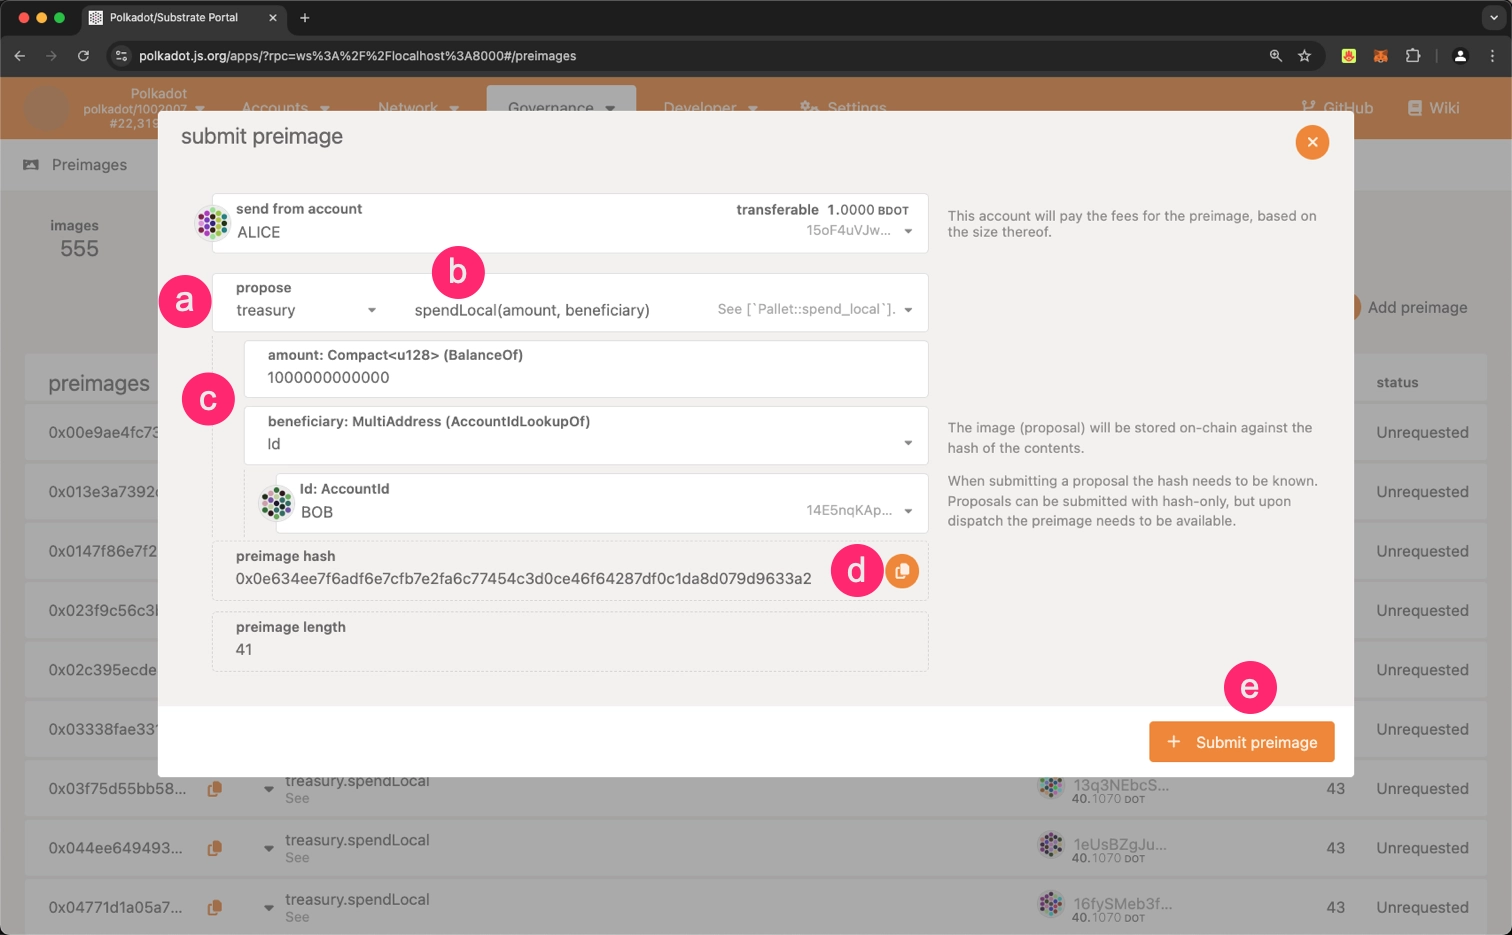 Polkadot/Substrate Portal
polkadot.js.org/apps/?rpc=ws%3A%2F%2Flocalhost%3A8000#/preimages
Polkadot
polkadot/1002007
#22,319
Accounts
Network
Governance
Developer
Settings
GitHub
Wiki
Preimages
images
555
Add preimage
submit preimage
send from account
ALICE
transferable 1.0000 BDOT
15oF4uVJw...
This account will pay the fees for the preimage, based on
the size thereof.
a
b
propose
treasury
spendLocal(amount, beneficiary)
See [`Pallet::spend_local`].
c
amount: Compact<u128> (BalanceOf)
1000000000000
beneficiary: MultiAddress (AccountIdLookupOf)
Id
Id: AccountId
BOB
14E5nqKAp...
The image (proposal) will be stored on-chain against the
hash of the contents.
When submitting a proposal the hash needs to be known.
Proposals can be submitted with hash-only, but upon
dispatch the preimage needs to be available.
preimage hash
0x0e634ee7f6adf6e7cfb7e2fa6c77454c3d0ce46f64287df0c1da8d079d9633a2
d
preimage length
41
e
Submit preimage
preimages
status
0x00e9ae4fc73
Unrequested
0x013e3a7392
Unrequested
0x0147f86e7f2
Unrequested
0x023f9c56c3
Unrequested
0x02c395ecde
Unrequested
0x03338fae33
Unrequested
0x03f75d55bb58...
treasury.spendLocal
See
13q3NEbcS...
40.1070 DOT
43
Unrequested
0x044ee649493...
treasury.spendLocal
See
1eUsBZgJu...
40.1070 DOT
43
Unrequested
0x04771d1a05a7...
treasury.spendLocal
See
16fySMeb3f...
40.1070 DOT
43
Unrequested